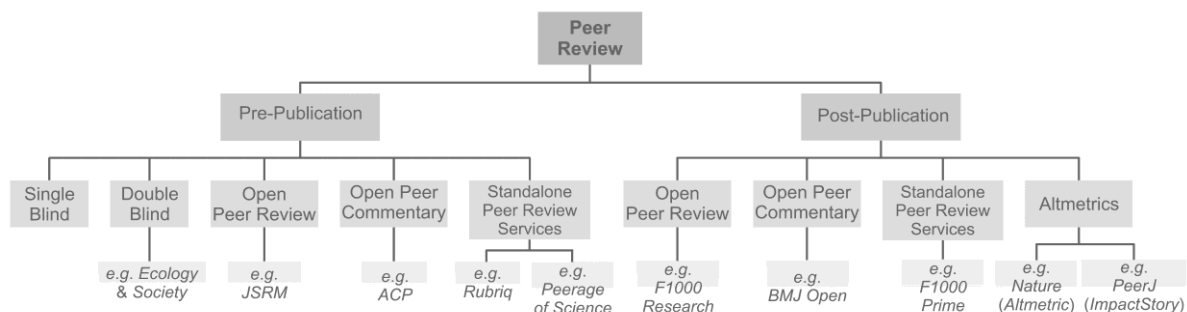 Peer
Review
Pre-Publication
Post-Publication
Single
Blind
Double
Blind
Open
Peer Review
Open Peer
Commentary
Standalone
Peer Review
Services
Open
Peer Review
Open Peer
Commentary
Standalone
Peer Review
Services
Altmetrics
e.g. Ecology
& Society
e.g.
JSRM
e.g.
ACP
e.g.
Rubriq
e.g.
Peerage
of Science
e.g.
F1000
Research
e.g.
BMJ Open
e.g.
F1000
Prime
e.g.
Nature
(Altmetric)
e.g.
PeerJ
(ImpactStory)